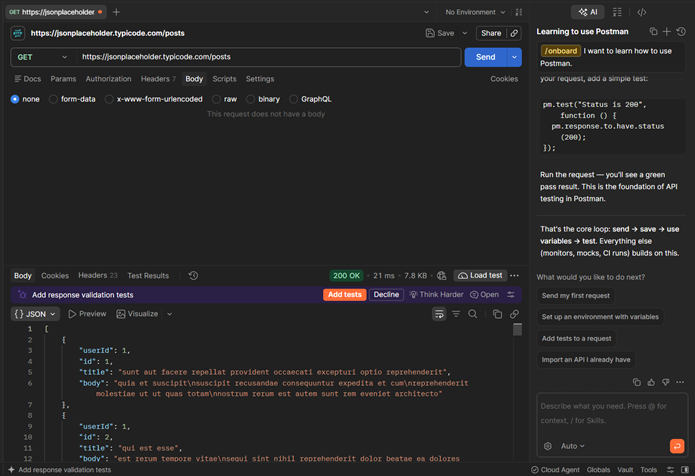 GET https://jsonplaceholder.
No Environment
AI
https://jsonplaceholder.typicode.com/posts
Save
Share
Learning to use Postman
GET
https://jsonplaceholder.typicode.com/posts
Send
/onboard I want to learn how to use
Postman.
Docs
Params
Authorization
Headers 7
Body
Scripts
Settings
Cookies
your request, add a simple test:
none
form-data
x-www-form-urlencoded
raw
binary
GraphQL
This request does not have a body
pm.test("Status is 200",
function () {
pm.response.to.have.status
(200);
});
Run the request — you'll see a green
pass result. This is the foundation of API
testing in Postman.
That's the core loop: send → save → use
variables → test. Everything else
(monitors, mocks, CI runs) builds on this.
Body
Cookies
Headers 23
Test Results
200 OK
21 ms
7.8 KB
Load test
What would you like to do next?
Add response validation tests
Add tests
Decline
Think Harder
Open
Send my first request
{} JSON
Preview
Visualize
Set up an environment with variables
Add tests to a request
Import an API I already have
1 [
2 {
3 "userId": 1,
4 "id": 1,
5 "title": "sunt aut facere repellat provident occaecati excepturi optio reprehenderit",
6 "body": "quia et suscipit\nsuscipit recusandae consequuntur expedita et cum\nreprehenderit
molestiae ut ut quas totam\nnostrum rerum est autem sunt rem eveniet architecto"
7 },
8 {
9 "userId": 1,
10 "id": 2,
11 "title": "qui est esse",
12 "body": "est rerum tempore vitae\nsequi sint nihil reprehenderit dolor beatae ea dolores
Describe what you need. Press @ for
context, / for Skills.
Auto
Add response validation tests
Cloud Agent
Globals
Vault
Tools